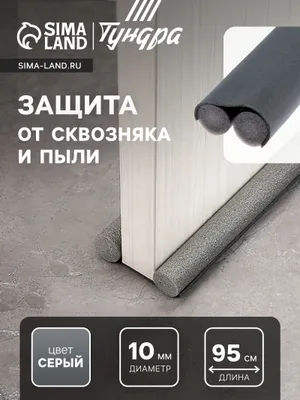 SIMA
LAND
Тундра
SIMA-LAND.RU
ЗАЩИТА
ОТ СКВОЗНЯКА
И ПЫЛИ
цвет
СЕРЫЙ
10 мм
ДИАМЕТР
95 см
ДЛИНА